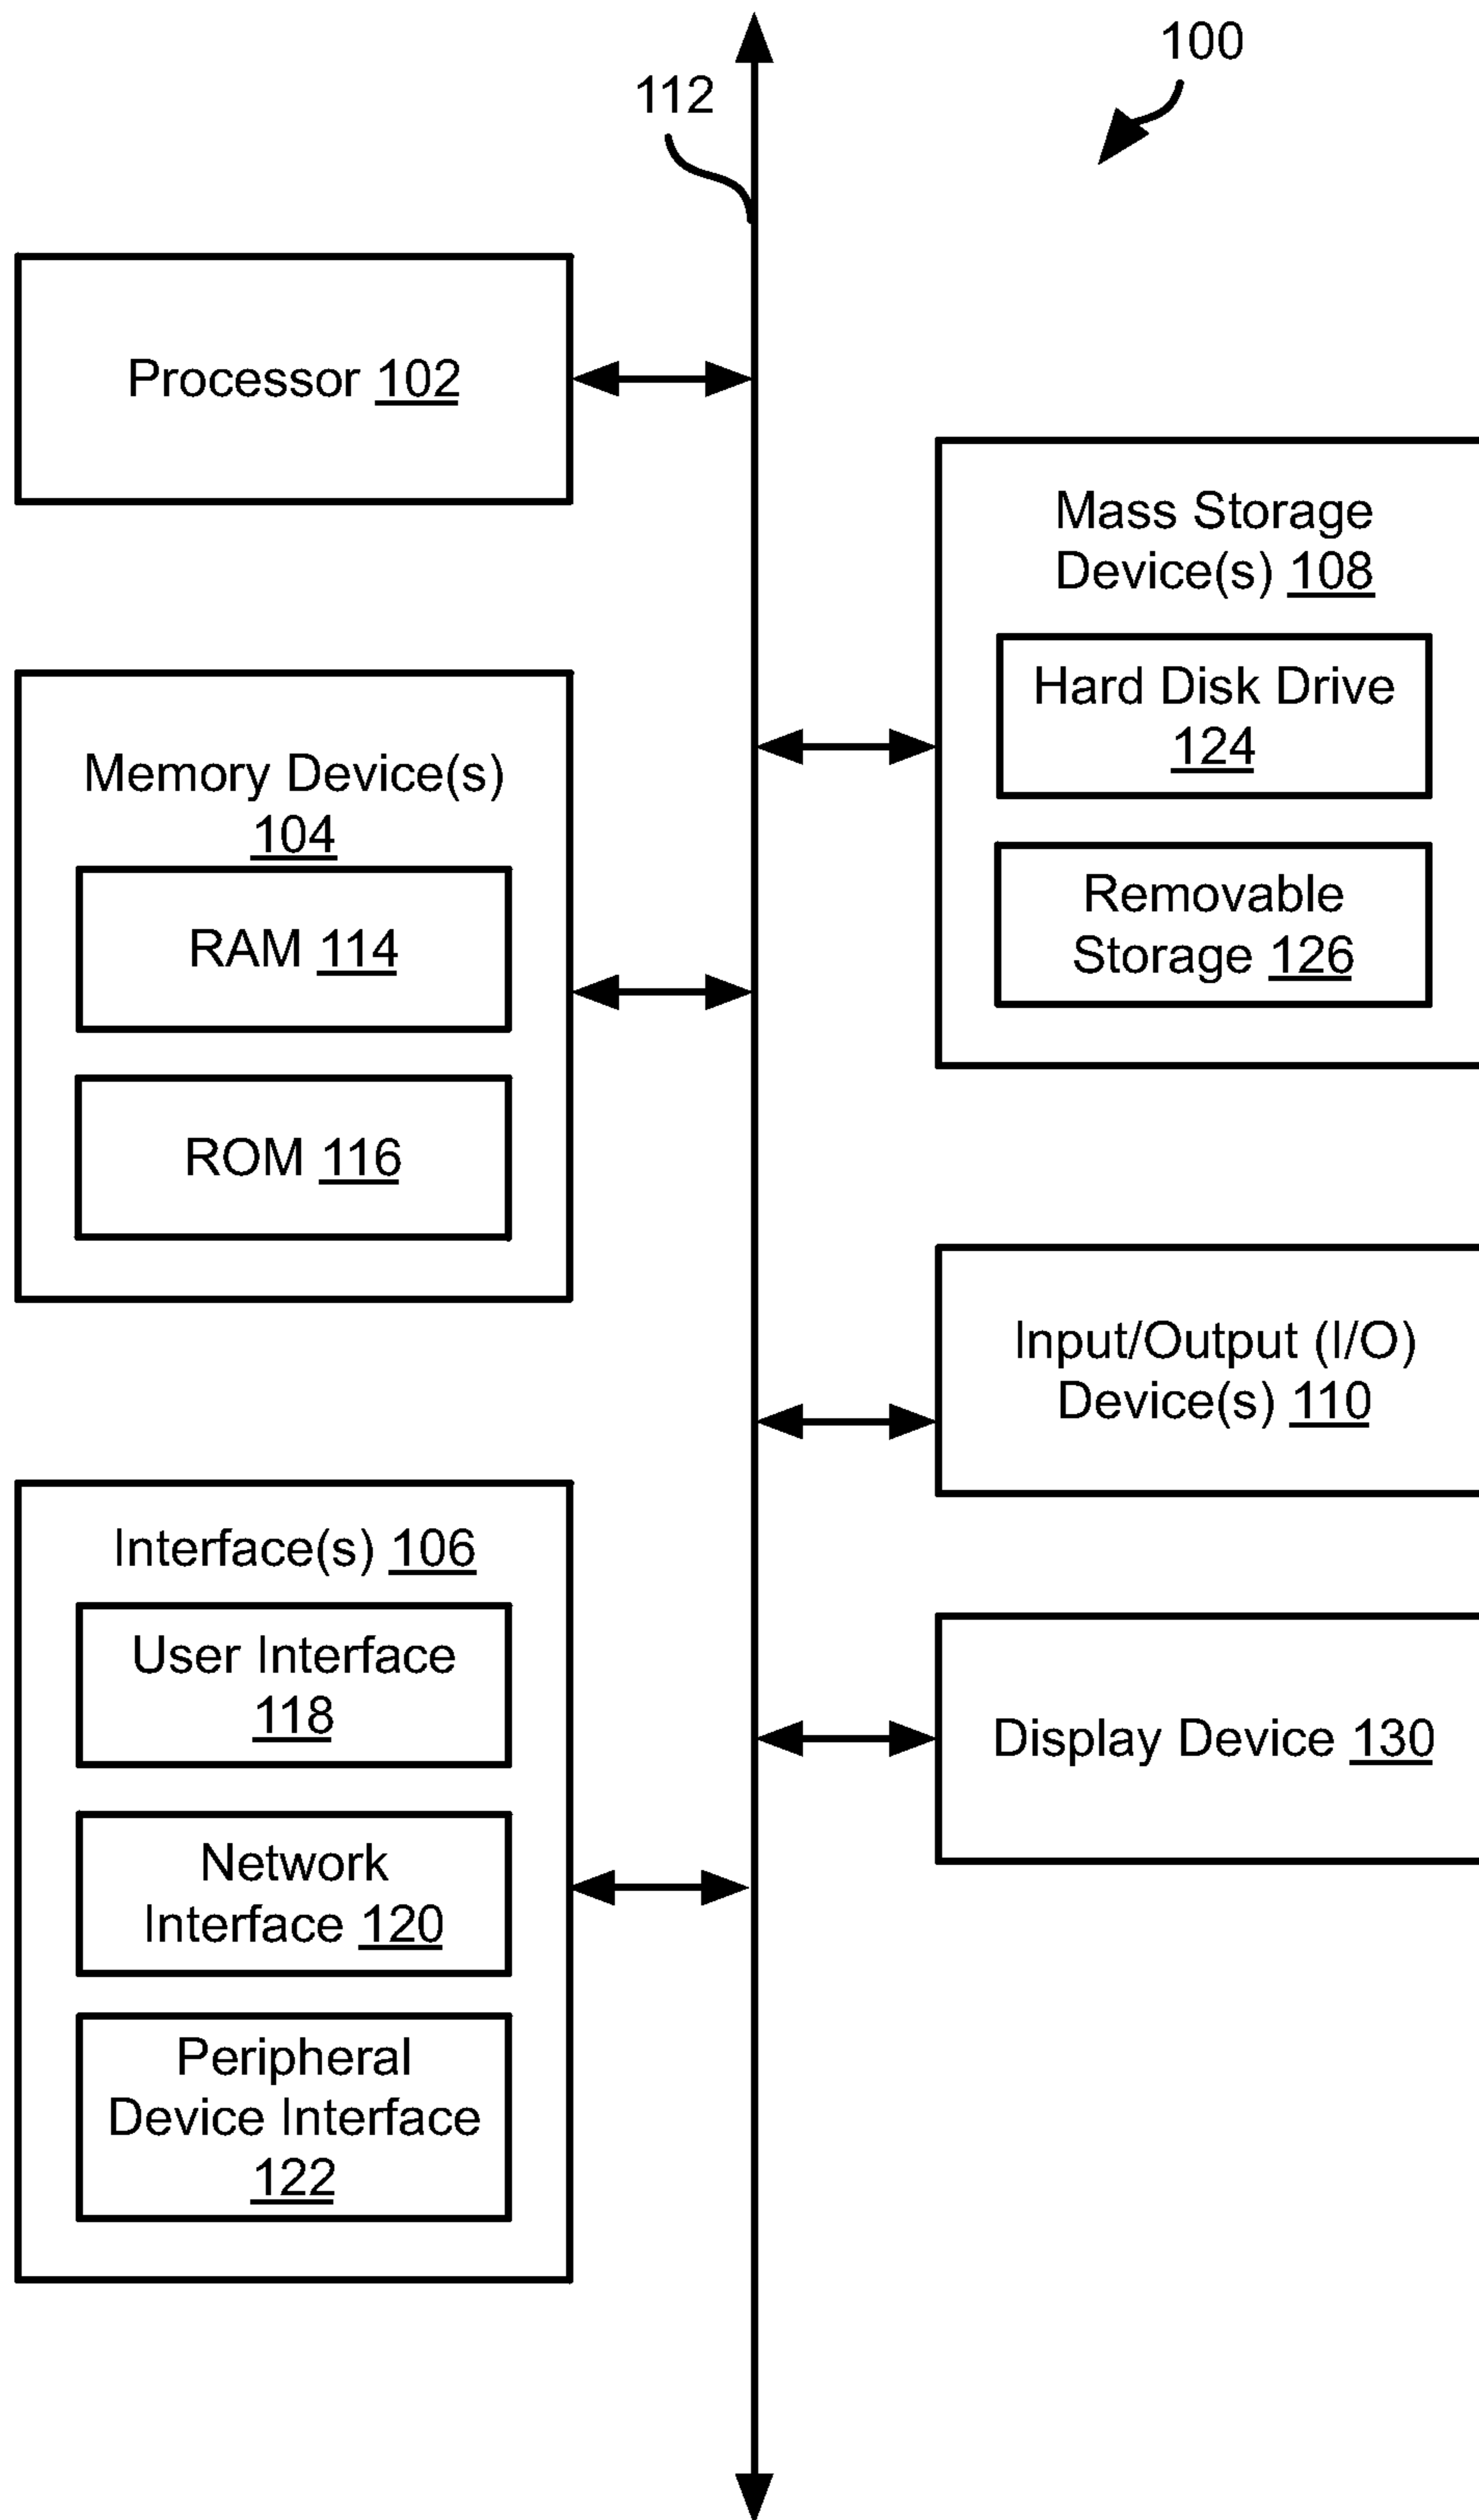 100
112
Processor 102
Mass Storage
Device(s) 108
Hard Disk Drive
124
Removable
Storage 126
Memory Device(s)
104
RAM 114
ROM 116
Input/Output (I/O)
Device(s) 110
Interface(s) 106
User Interface
118
Network
Interface 120
Peripheral
Device Interface
122
Display Device 130